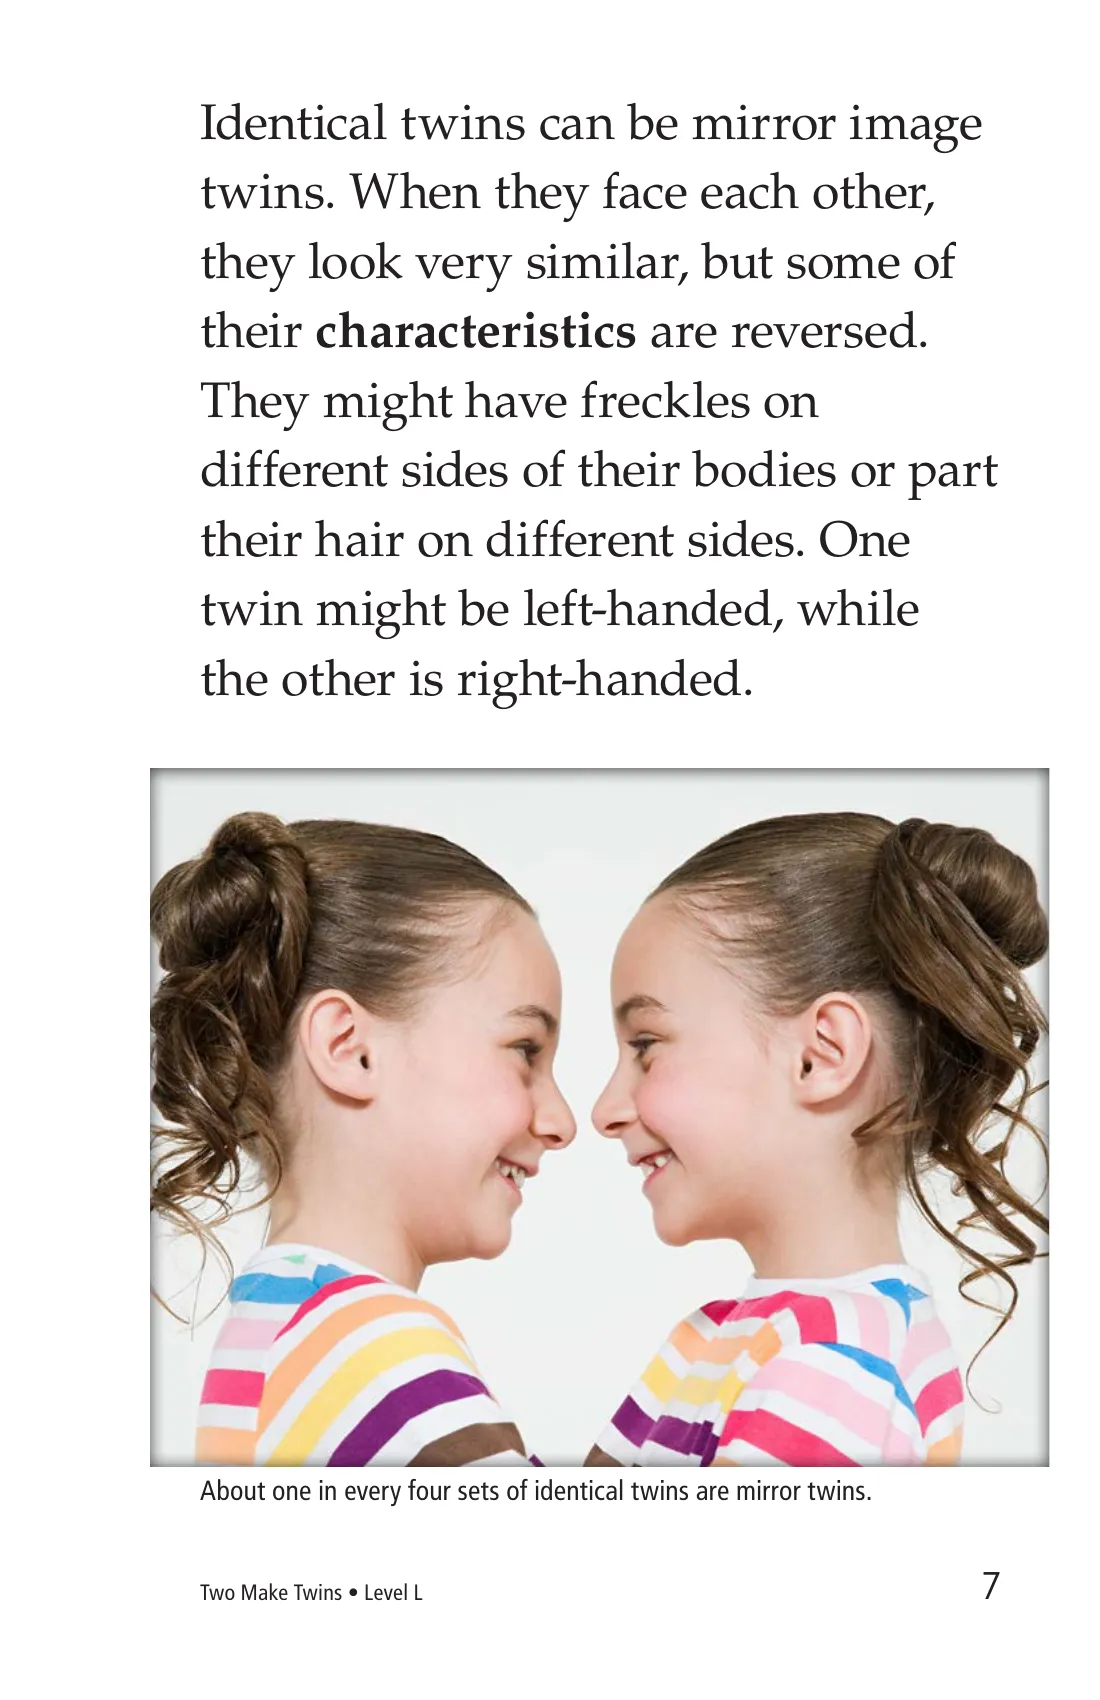 Identical twins can be mirror image
twins. When they face each other,
they look very similar, but some of
their characteristics are reversed.
They might have freckles on
different sides of their bodies or part
their hair on different sides. One
twin might be left-handed, while
the other is right-handed.
About one in every four sets of identical twins are mirror twins.
Two Make Twins • Level L
7